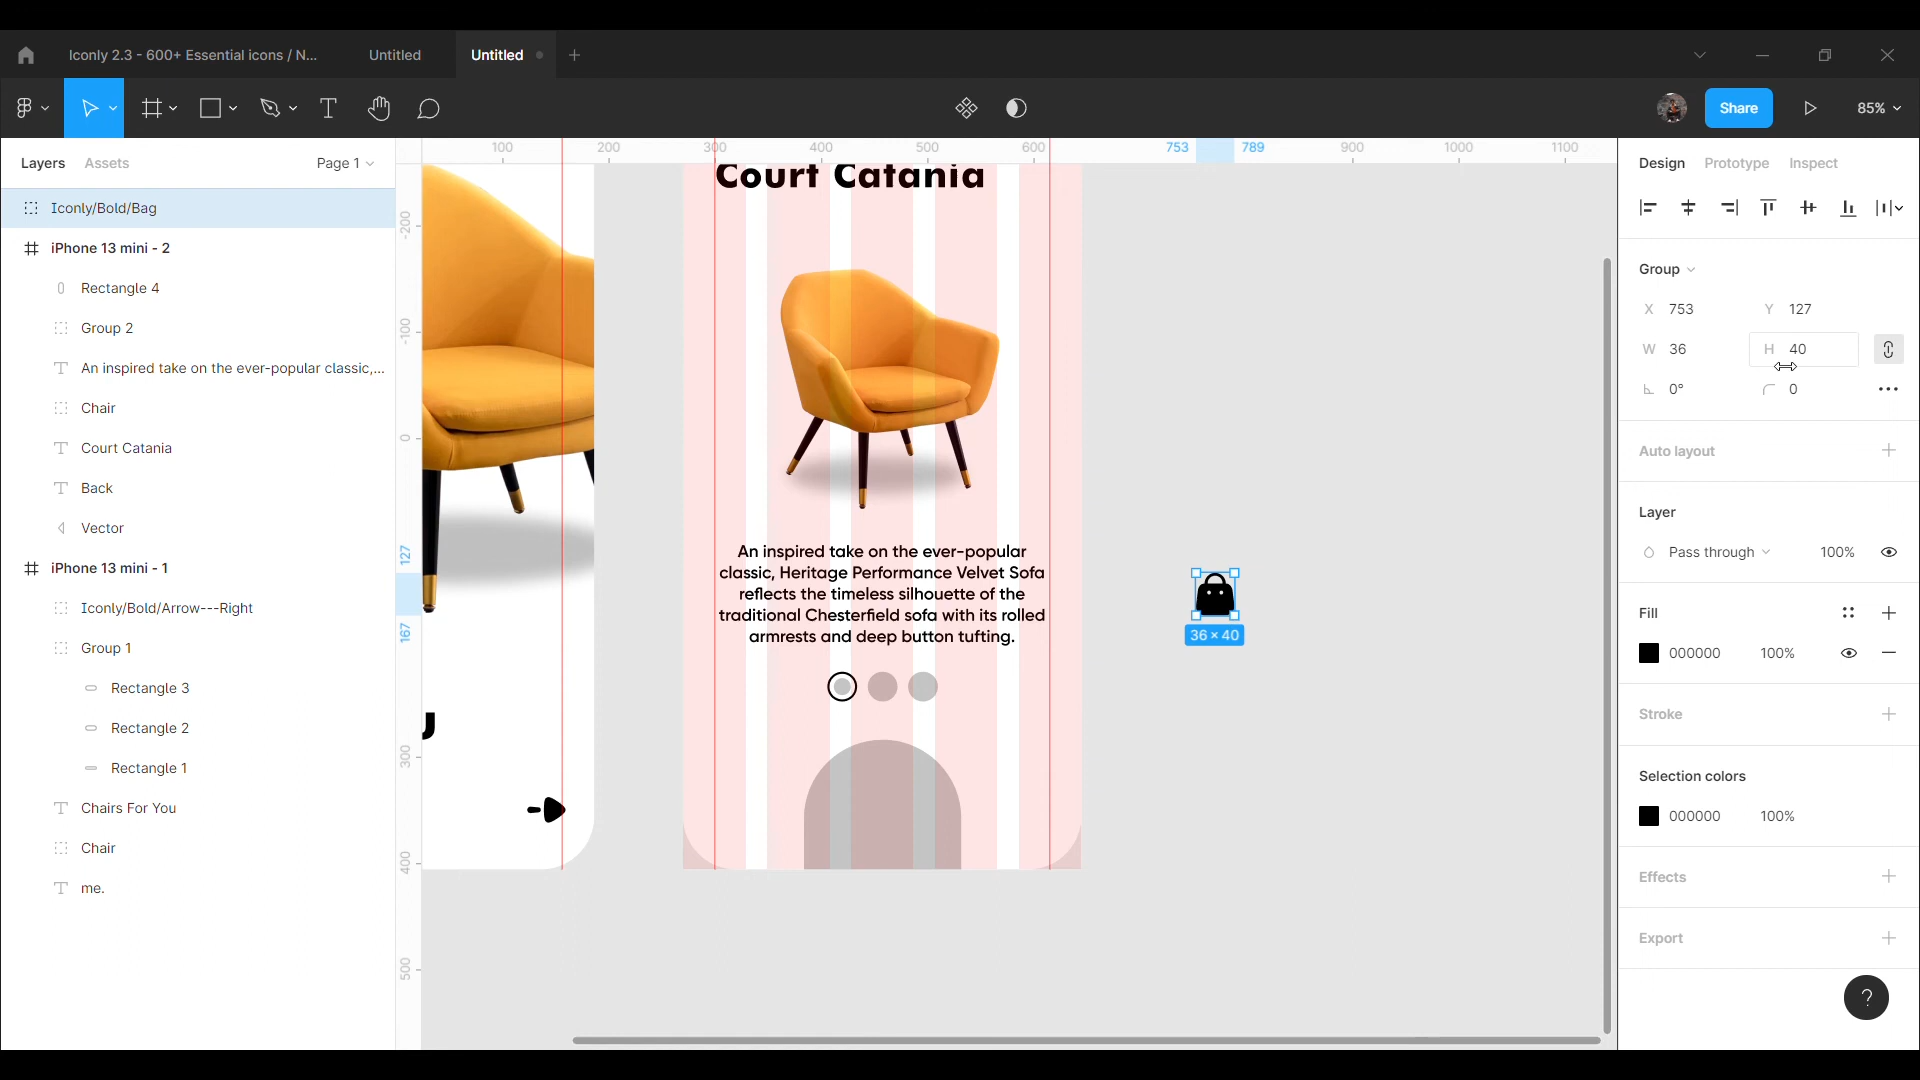 Iconly 2.3 - 600+ Essential icons / N...
Untitled
Untitled
Share
85%
Layers
Assets
Page 1
Iconly/Bold/Bag
iPhone 13 mini - 2
Rectangle 4
Group 2
An inspired take on the ever-popular classic,...
Chair
Court Catania
Back
Vector
iPhone 13 mini - 1
Iconly/Bold/Arrow---Right
Group 1
Rectangle 3
Rectangle 2
Rectangle 1
Chairs For You
Chair
me.
100
200
300
400
500
600
753
789
900
1000
1100
-200
-100
0
127
167
300
400
500
Court Catania
An inspired take on the ever-popular
classic, Heritage Performance Velvet Sofa
reflects the timeless silhouette of the
traditional Chesterfield sofa with its rolled
armrests and deep button tufting.
36 × 40
Design
Prototype
Inspect
Group
X 753
Y 127
W 36
H 40
0°
0
Auto layout
Layer
Pass through
100%
Fill
000000
100%
Stroke
Selection colors
000000
100%
Effects
Export
?